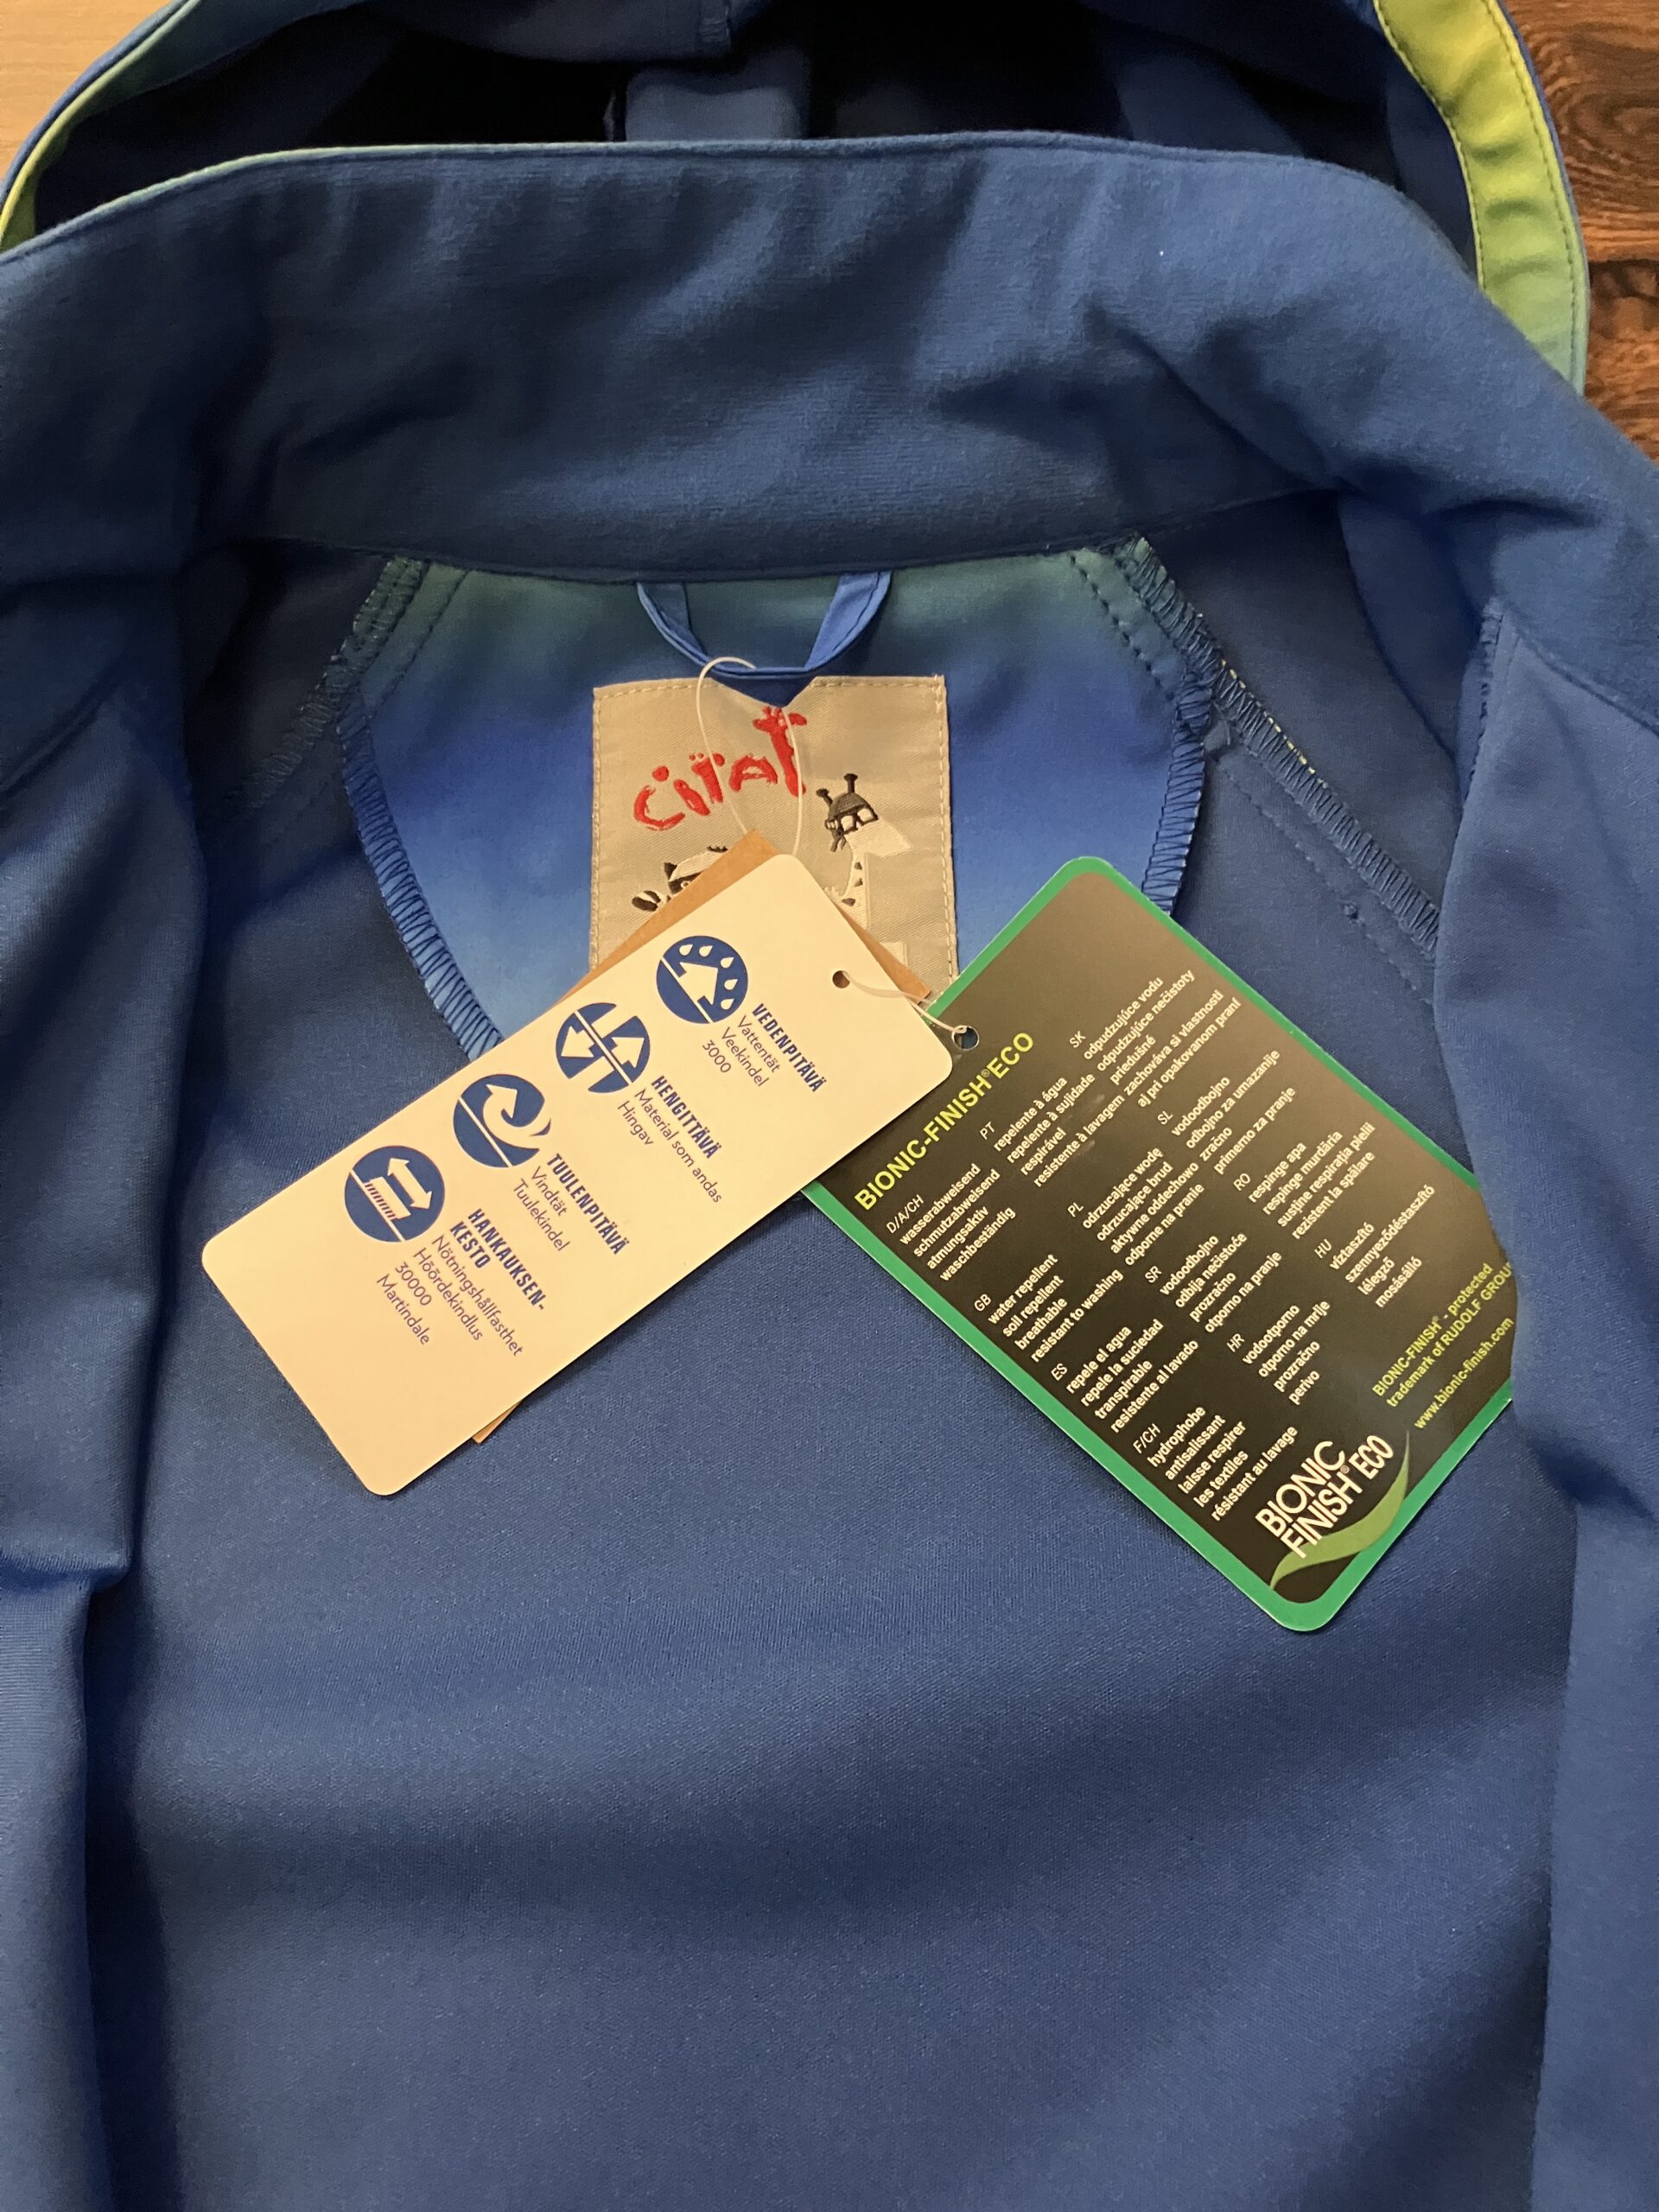 CiraF
VEDENPITÄVÄ
Vattentät
Veekindel
3000
HENGITTÄVÄ
Material som andas
Hingav
TUULENPITÄVÄ
Vindtät
Tuulekindel
HANKAUKSEN-
KESTO
Nötningshållfasthet
Hõõrdekindlus
30000
Martindale
BIONIC-FINISH®ECO
D/A/CH
wasserabweisend
schmutzabweisend
atmungsaktiv
waschbeständig
GB
water repellent
soil repellent
breathable
resistant to washing
ES
repele el agua
repele la suciedad
transpirable
resistente al lavado
F/CH
hydrophobe
antisalissant
laisse respirer
les textiles
résistant au lavage
PT
repelente à água
repelente à sujidade
respirável
resistente à lavagem
PL
odrzucające wodę
odrzucające brud
aktywne oddechowo
odporne na pranie
SR
vodoodbojno
odbija nečistoće
prozračno
otporno na pranje
HR
vodootporno
otporno na mrlje
prozračno
perivo
SK
odpudzujúce vodu
odpudzujúce nečistoty
priedušné
zachováva si vlastnosti
aj pri opakovanom praní
SL
vodoodbojno
odbojno za umazanije
zračno
primerno za pranje
RO
respinge apa
respinge murdăria
susţine respiraţia pielii
rezistent la spălare
HU
víztaszító
szennyeződéstaszító
lélegző
mosásálló
BIONIC-FINISH® - protected
trademark of RUDOLF GROU
www.bionic-finish.com
BIONIC
FINISH®ECO